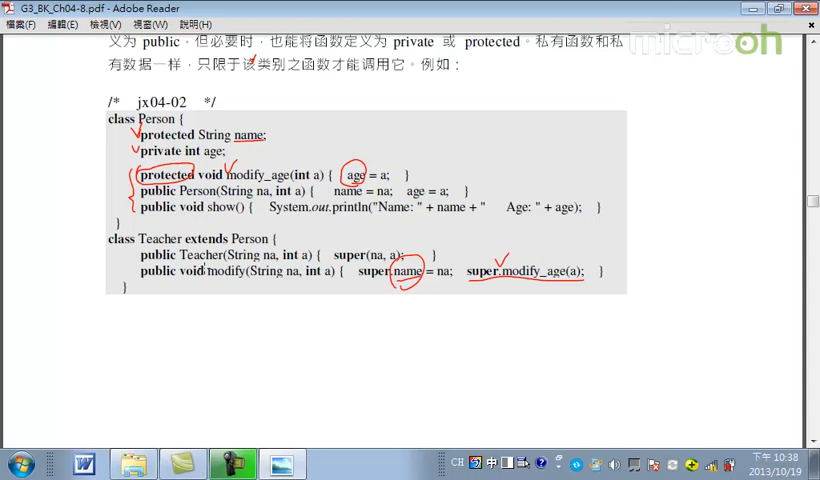 G3_BK_Ch04-8.pdf - Adobe Reader
檔案(F) 編輯(E) 檢視(V) 視窗(W) 說明(H)
microoh
义为 public，但必要时，也能将函数定义为 private 或 protected。私有函数和私
有数据一样，只限于该类别之函数才能调用它。例如：
/* jx04-02 */
class Person {
protected String name;
private int age;
protected void modify_age(int a) { age = a; }
public Person(String na, int a) { name = na; age = a; }
public void show() { System.out.println("Name: " + name + " Age: " + age); }
}
class Teacher extends Person {
public Teacher(String na, int a) { super(na, a); }
public void modify(String na, int a) { super.name = na; super.modify_age(a); }
}
CH 中
下午 10:38
2013/10/19